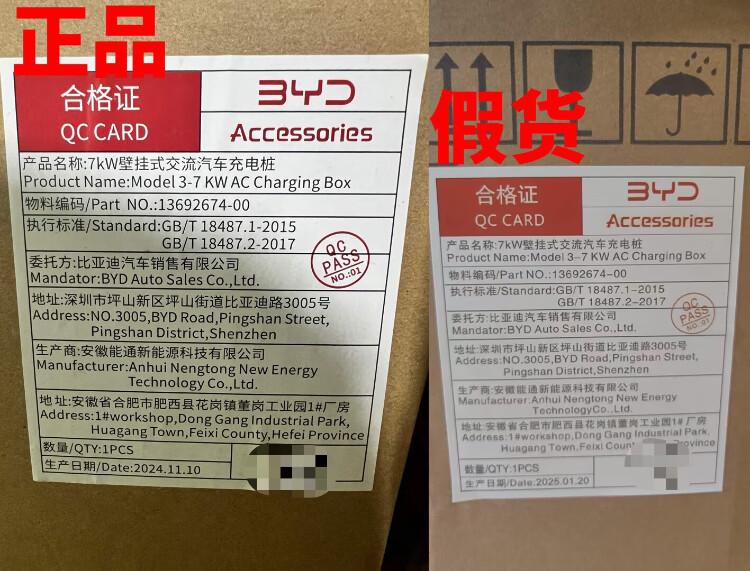 正品
合格证
QC CARD
BYD
Accessories
产品名称:7kW壁挂式交流汽车充电桩
Product Name:Model 3-7 KW AC Charging Box
物料编码/Part NO.:13692674-00
执行标准/Standard:GB/T 18487.1-2015
GB/T 18487.2-2017
委托方:比亚迪汽车销售有限公司
Mandator:BYD Auto Sales Co.,Ltd.
QC
PASS
NO.:01
地址:深圳市坪山新区坪山街道比亚迪路3005号
Address:NO.3005,BYD Road,Pingshan Street,
Pingshan District,Shenzhen
生产商:安徽能通新能源科技有限公司
Manufacturer:Anhui Nengtong New Energy
Technology Co.,Ltd.
地址:安徽省合肥市肥西县花岗镇董岗工业园1#厂房
Address:1#workshop,Dong Gang Industrial Park,
Huagang Town,Feixi County,Hefei Province
数量/QTY:1PCS
生产日期/Date:2024.11.10
假货
合格证
QC CARD
BYD
Accessories
产品名称:7kW壁挂式交流汽车充电桩
Product Name:Model 3-7 KW AC Charging Box
物料编码/Part NO.:13692674-00
执行标准/Standard:GB/T 18487.1-2015
GB/T 18487.2-2017
委托方:比亚迪汽车销售有限公司
Mandator:BYD Auto Sales Co.,Ltd.
QC
PASS
NO.:01
地址:深圳市坪山新区坪山街道比亚迪路3005号
Address:NO.3005,BYD Road,Pingshan Street,
Pingshan District,Shenzhen
生产商:安徽能通新能源科技有限公司
Manufacturer:Anhui Nengtong New Energy
TechnologyCo.,Ltd.
地址:安徽省合肥市肥西县花岗镇董岗工业园1#厂房
Address:1#workshop,Dong Gang Industrial Park,
Huagang Town,Feixi County,Hefei Province
数量/QTY:1PCS
生产日期/Date:2025.01.20